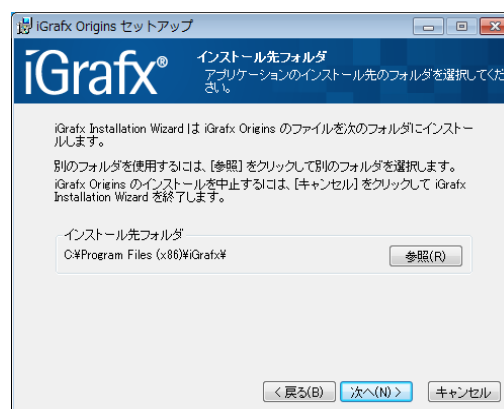 iGrafx Origins セットアップ
iGrafx®
インストール先フォルダ
アプリケーションのインストール先のフォルダを選択してくだ
さい。
iGrafx Installation Wizard は iGrafx Origins のファイルを次のフォルダにインストー
ルします。
別のフォルダを使用するには、[参照] をクリックして別のフォルダを選択します。
iGrafx Origins のインストールを中止するには、[キャンセル] をクリックして iGrafx
Installation Wizard を終了します。
インストール先フォルダ
C:¥Program Files (x86)¥iGrafx¥
参照(R)
< 戻る(B) 次へ(N) > キャンセル